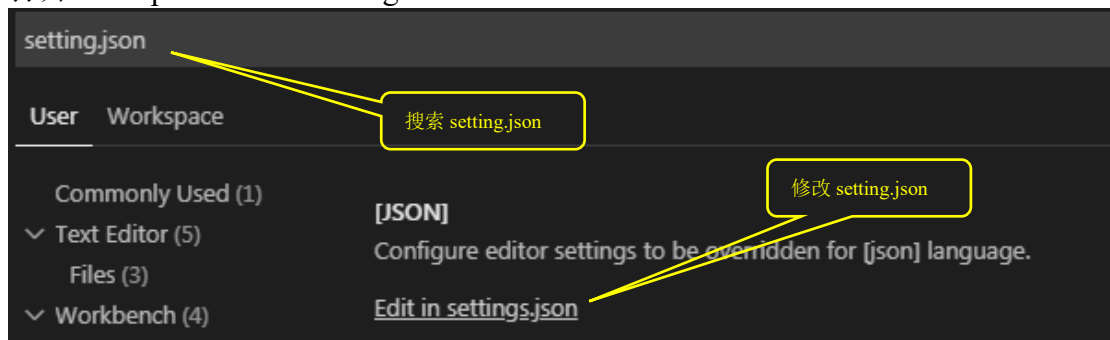 setting.json
搜索 setting.json
User Workspace
修改 setting.json
Commonly Used (1)
Text Editor (5)
Files (3)
Workbench (4)
[JSON]
Configure editor settings to be overridden for [json] language.
Edit in settings.json